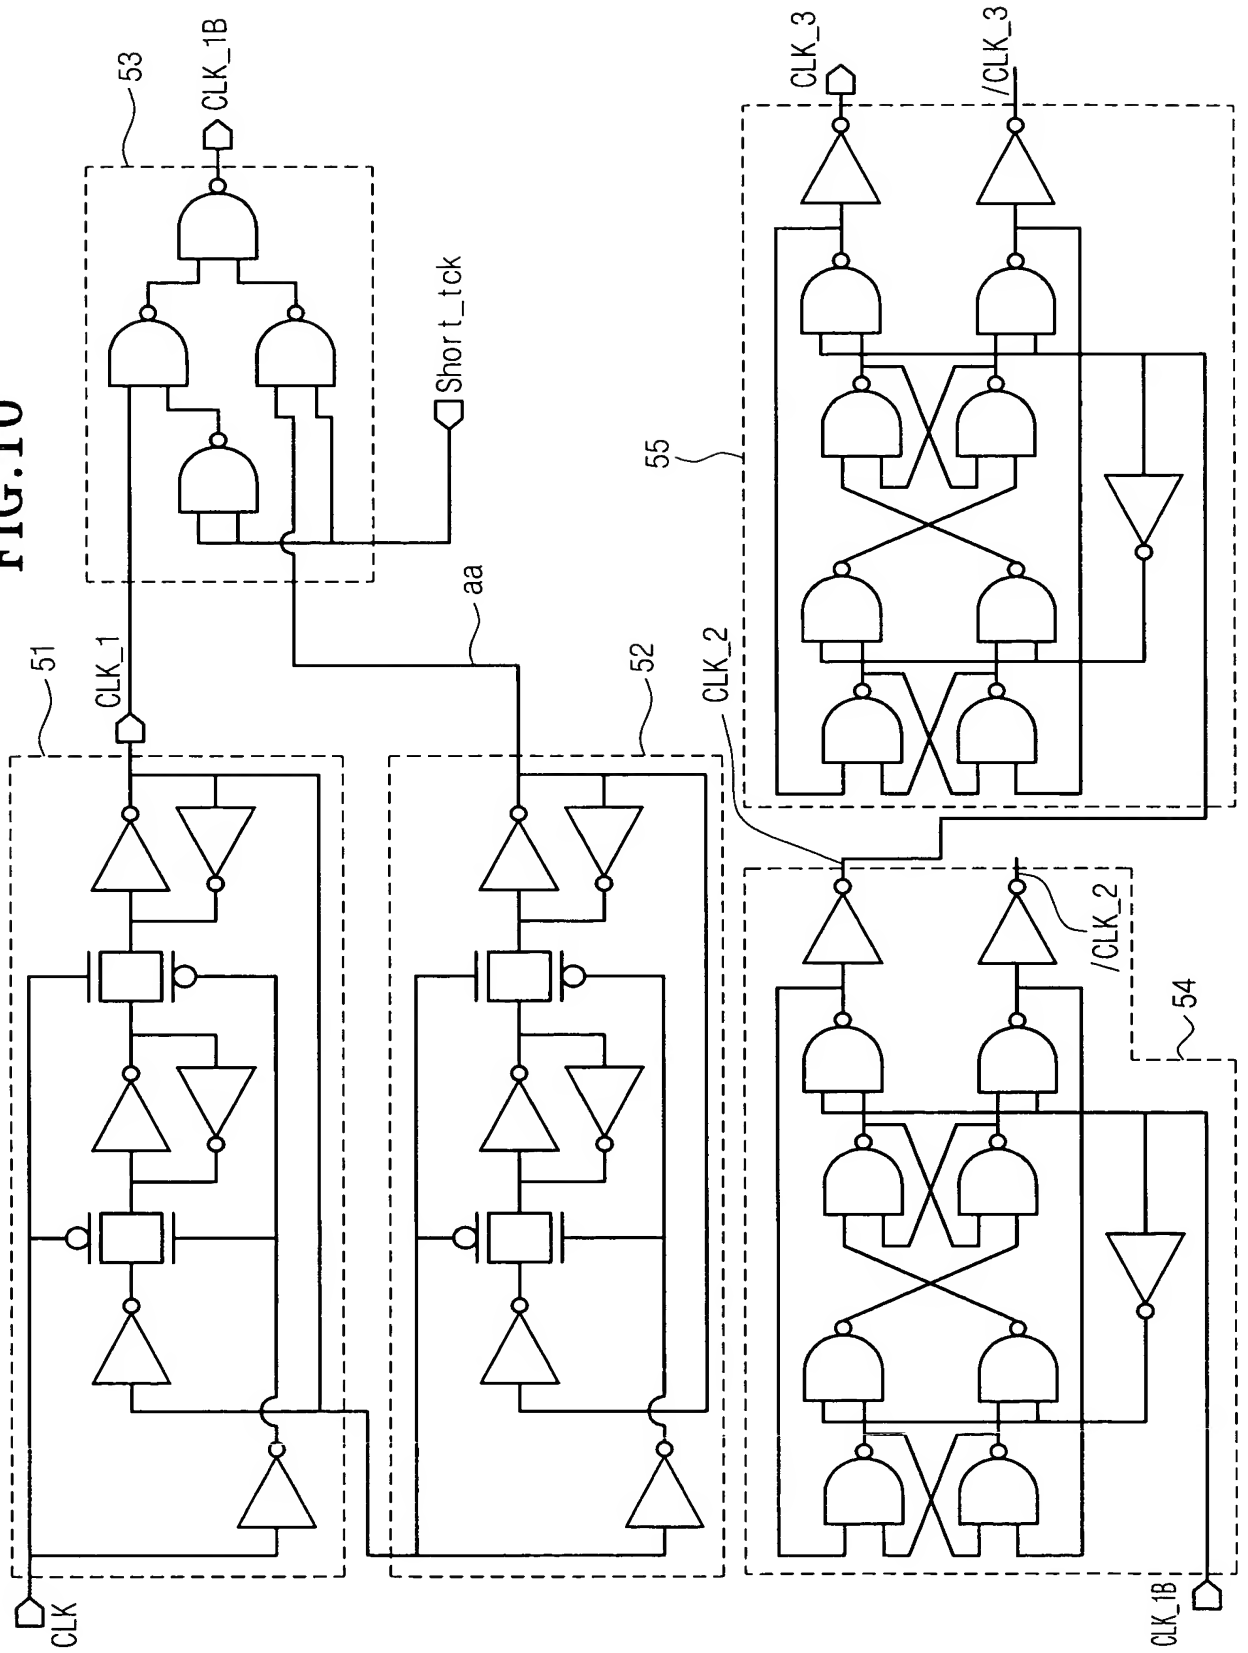 FIG.10
53
CLK_1B
Short_tck
aa
51
CLK_1
52
CLK
55
CLK_3
/CLK_3
CLK_2
/CLK_2
54
CLK_1B